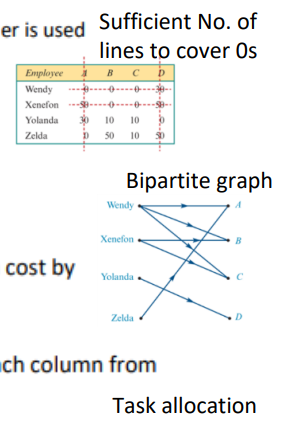 er is used
Sufficient No. of
lines to cover 0s
Employee A B C D
Wendy 0 0 0 30
Xenefon 50 0 0 50
Yolanda 30 10 10 0
Zelda 0 50 10 50
Bipartite graph
Wendy A
Xenefon B
cost by
Yolanda C
Zelda D
ch column from
Task allocation